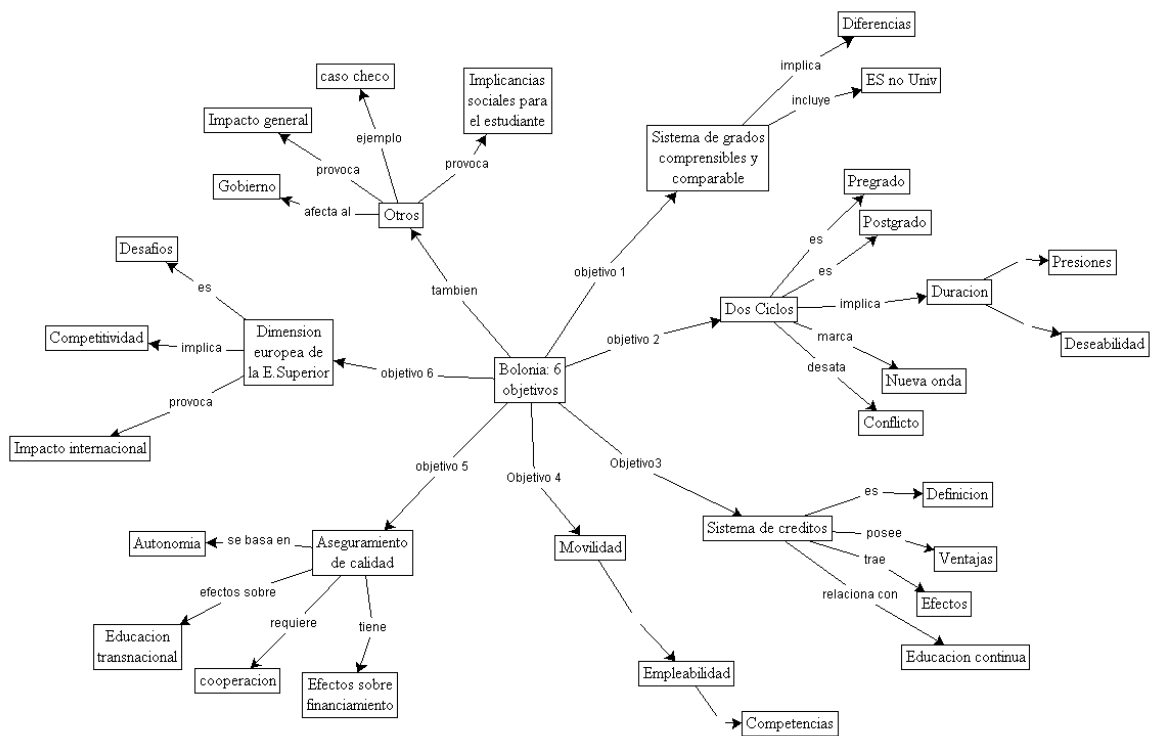 Diferencias
implica
caso checo
Implicancias
sociales para
el estudiante
ES no Univ
incluye
Impacto general
ejemplo
Sistema de grados
comprensibles y
comparable
provoca
provoca
Gobierno
afecta al
Otros
Pregrado
Postgrado
es
Desafios
es
tambien
objetivo 1
es
Presiones
Duracion
implica
Dos Ciclos
Competitividad
implica
Dimension
europea de
la E.Superior
objetivo 2
marca
Deseabilidad
objetivo 6
Bolonia: 6
objetivos
desata
Nueva onda
provoca
Conflicto
Impacto internacional
objetivo 5
Objetivo 4
Objetivo3
es
Definicion
Sistema de creditos
posee
Autonomia
se basa en
Aseguramiento
de calidad
Movilidad
trae
Ventajas
efectos sobre
relaciona con
Efectos
requiere
tiene
Educacion
transnacional
Educacion continua
cooperacion
Efectos sobre
financiamiento
Empleabilidad
Competencias